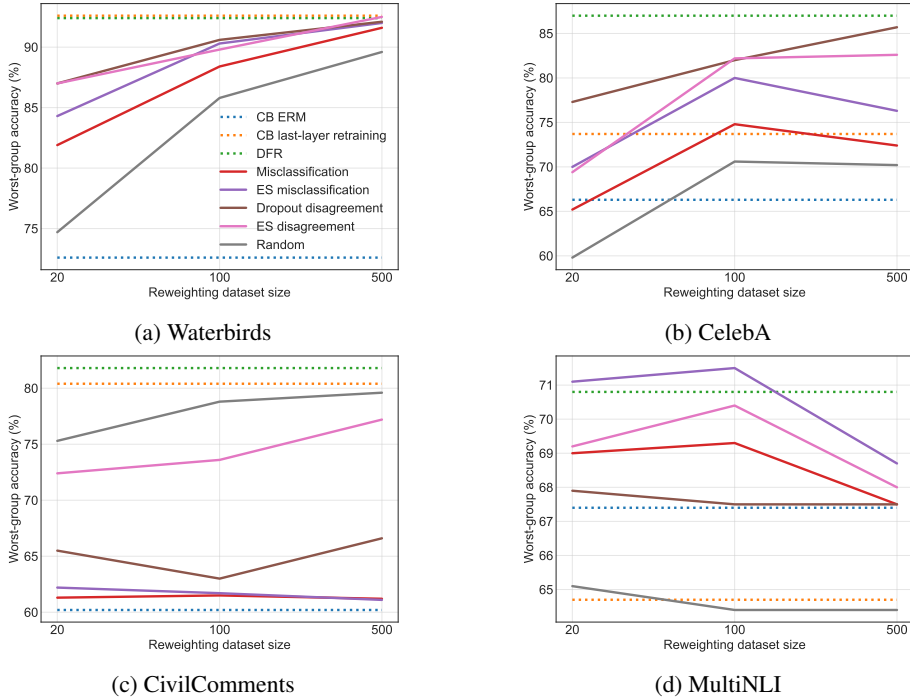 Worst-group accuracy (%)
90
85
80
75
CB ERM
CB last-layer retraining
DFR
Misclassification
ES misclassification
Dropout disagreement
ES disagreement
Random
20
100
500
Reweighting dataset size
(a) Waterbirds
Worst-group accuracy (%)
85
80
75
70
65
60
20
100
500
Reweighting dataset size
(b) CelebA
Worst-group accuracy (%)
80
75
70
65
60
20
100
500
Reweighting dataset size
(c) CivilComments
Worst-group accuracy (%)
71
70
69
68
67
66
65
20
100
500
Reweighting dataset size
(d) MultiNLI